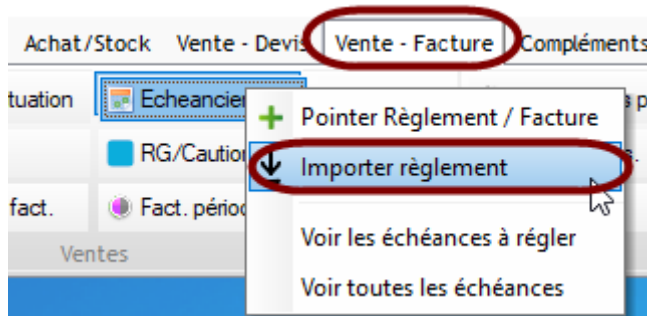 Achat/Stock Vente - Devis Vente - Facture Compléments
tuation Echeancier
Pointer Règlement / Facture
RG/Caution
Importer règlement
fact. Fact. périod
Voir les échéances à régler
Ventes
Voir toutes les échéances